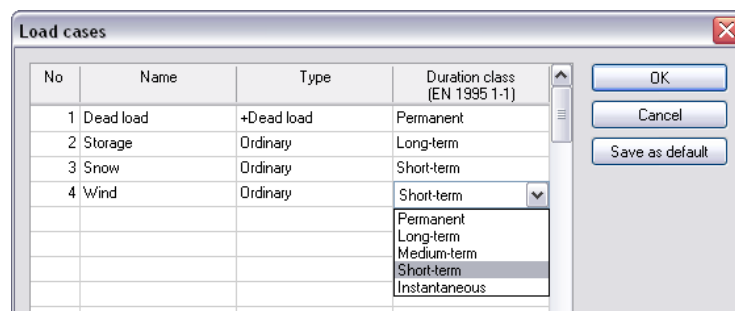 Load cases
No Name Type Duration class
(EN 1995 1-1)
1 Dead load +Dead load Permanent
2 Storage Ordinary Long-term
3 Snow Ordinary Short-term
4 Wind Ordinary Short-term
Permanent
Long-term
Medium-term
Short-term
Instantaneous
OK
Cancel
Save as default